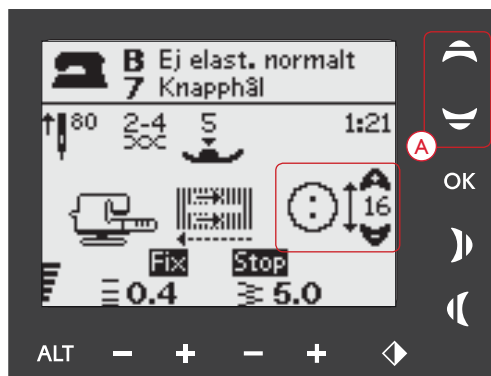 B Ej elast. normalt
7 Knapphål
80 2-4 S 1:21
A
OK
16
Fix Stop
0.4 5.0
ALT - + - +